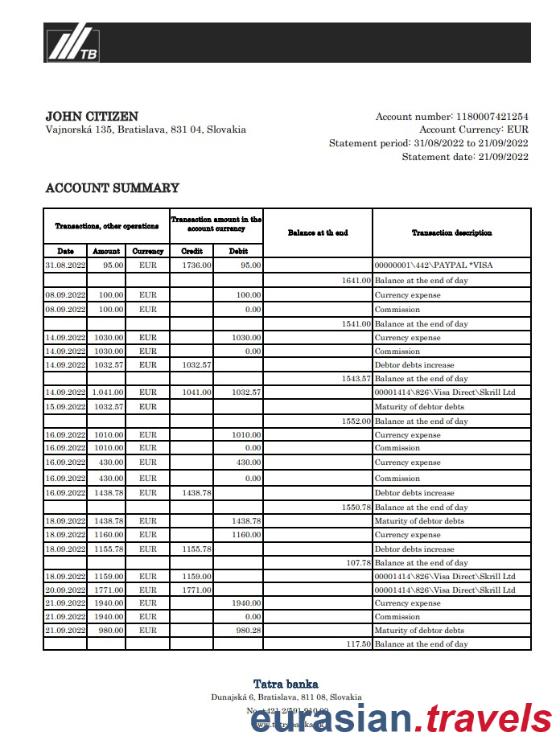 TB
JOHN CITIZEN
Vajnorská 135, Bratislava, 831 04, Slovakia
Account number: 1180007421254
Account Currency: EUR
Statement period: 31/08/2022 to 21/09/2022
Statement date: 21/09/2022
ACCOUNT SUMMARY
Transactions, other operations Transaction amount in the account currency Balance at th end Transaction description
Date Amount Currency Credit Debit
31.08.2022 95.00 EUR 1736.00 95.00 00000001\442\PAYPAL *VISA
1641.00 Balance at the end of day
08.09.2022 100.00 EUR 100.00 Currency expense
08.09.2022 100.00 EUR 0.00 Commission
1541.00 Balance at the end of day
14.09.2022 1030.00 EUR 1030.00 Currency expense
14.09.2022 1030.00 EUR 0.00 Commission
14.09.2022 1032.57 EUR 1032.57 Debtor debts increase
1543.57 Balance at the end of day
14.09.2022 1.041.00 EUR 1041.00 1032.57 00001414\826\Visa Direct\Skrill Ltd
15.09.2022 1032.57 EUR Maturity of debtor debts
1552.00 Balance at the end of day
16.09.2022 1010.00 EUR 1010.00 Currency expense
16.09.2022 1010.00 EUR 0.00 Commission
16.09.2022 430.00 EUR 430.00 Currency expense
16.09.2022 430.00 EUR 0.00 Commission
16.09.2022 1438.78 EUR 1438.78 Debtor debts increase
1550.78 Balance at the end of day
18.09.2022 1438.78 EUR 1438.78 Maturity of debtor debts
18.09.2022 1160.00 EUR 1160.00 Currency expense
18.09.2022 1155.78 EUR 1155.78 Debtor debts increase
107.78 Balance at the end of day
18.09.2022 1159.00 EUR 1159.00 00001414\826\Visa Direct\Skrill Ltd
20.09.2022 1771.00 EUR 1771.00 00001414\826\Visa Direct\Skrill Ltd
21.09.2022 1940.00 EUR 1940.00 Currency expense
21.09.2022 1940.00 EUR 0.00 Commission
21.09.2022 980.00 EUR 980.28 Maturity of debtor debts
117.50 Balance at the end of day
Tatra banka
Dunajská 6, Bratislava, 811 08, Slovakia
eurasian.travels